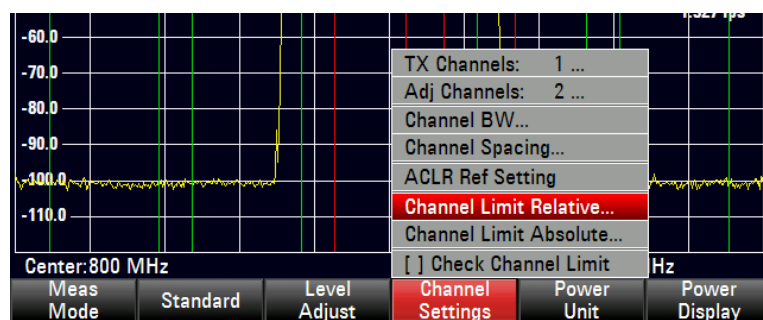 -60.0
-70.0
-80.0
-90.0
-100.0
-110.0
TX Channels: 1 ...
Adj Channels: 2 ...
Channel BW...
Channel Spacing...
ACLR Ref Setting
Channel Limit Relative...
Channel Limit Absolute...
[ ] Check Channel Limit
Center:800 MHz
Hz
Meas Mode
Standard
Level Adjust
Channel Settings
Power Unit
Power Display